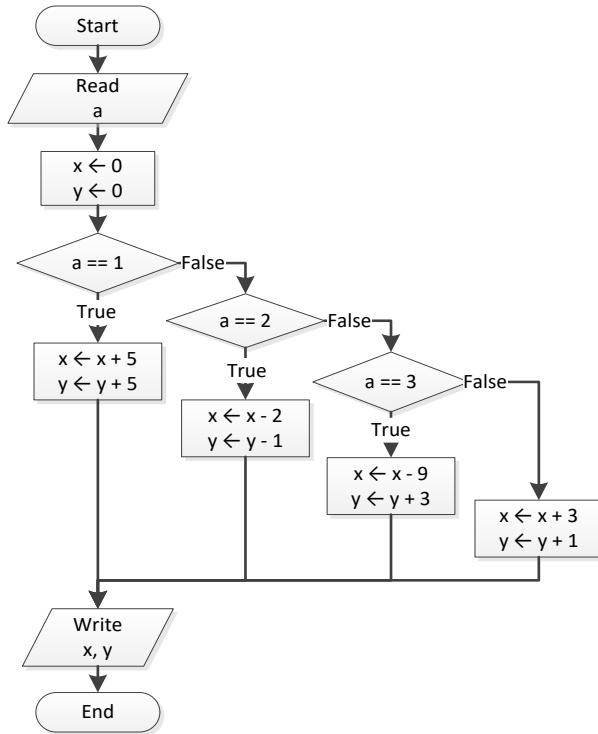 Start
Read
a
x ← 0
y ← 0
a == 1
False
True
a == 2
False
x ← x + 5
y ← y + 5
True
a == 3
False
x ← x - 2
y ← y - 1
True
x ← x - 9
y ← y + 3
x ← x + 3
y ← y + 1
Write
x, y
End